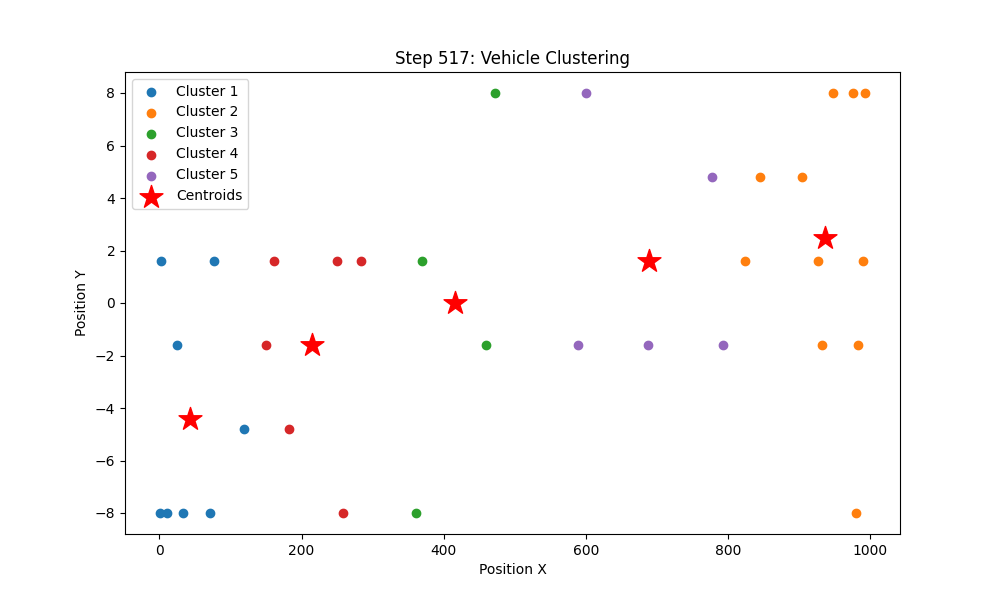 Step 517: Vehicle Clustering
Cluster 1
Cluster 2
Cluster 3
Cluster 4
Cluster 5
Centroids
8
6
4
2
0
−2
−4
−6
−8
Position Y
0
200
400
600
800
1000
Position X